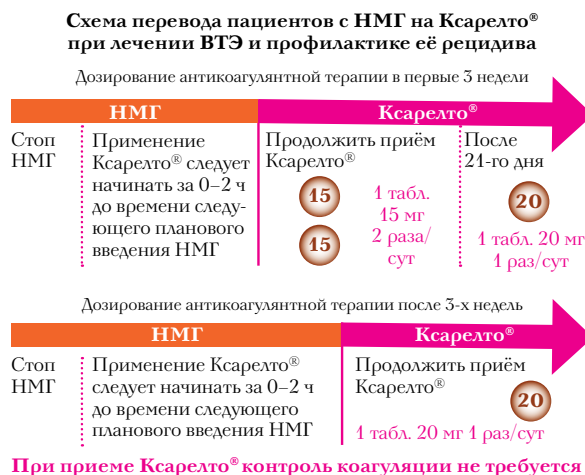 Схема перевода пациентов с НМГ на Ксарелто®
при лечении ВТЭ и профилактике её рецидива
Дозирование антикоагулянтной терапии в первые 3 недели
НМГ
Ксарелто®
Стоп
НМГ
Применение
Ксарелто® следует
начинать за 0–2 ч
до времени следу-
ющего планового
введения НМГ
Продолжить приём
Ксарелто®
15
15
1 табл.
15 мг
2 раза/
сут
После
21-го дня
20
1 табл. 20 мг
1 раз/сут
Дозирование антикоагулянтной терапии после 3-х недель
НМГ
Ксарелто®
Стоп
НМГ
Применение Ксарелто®
следует начинать за 0–2 ч
до времени следующего
планового введения НМГ
Продолжить приём
Ксарелто®
20
1 табл. 20 мг 1 раз/сут
При приеме Ксарелто® контроль коагуляции не требуется